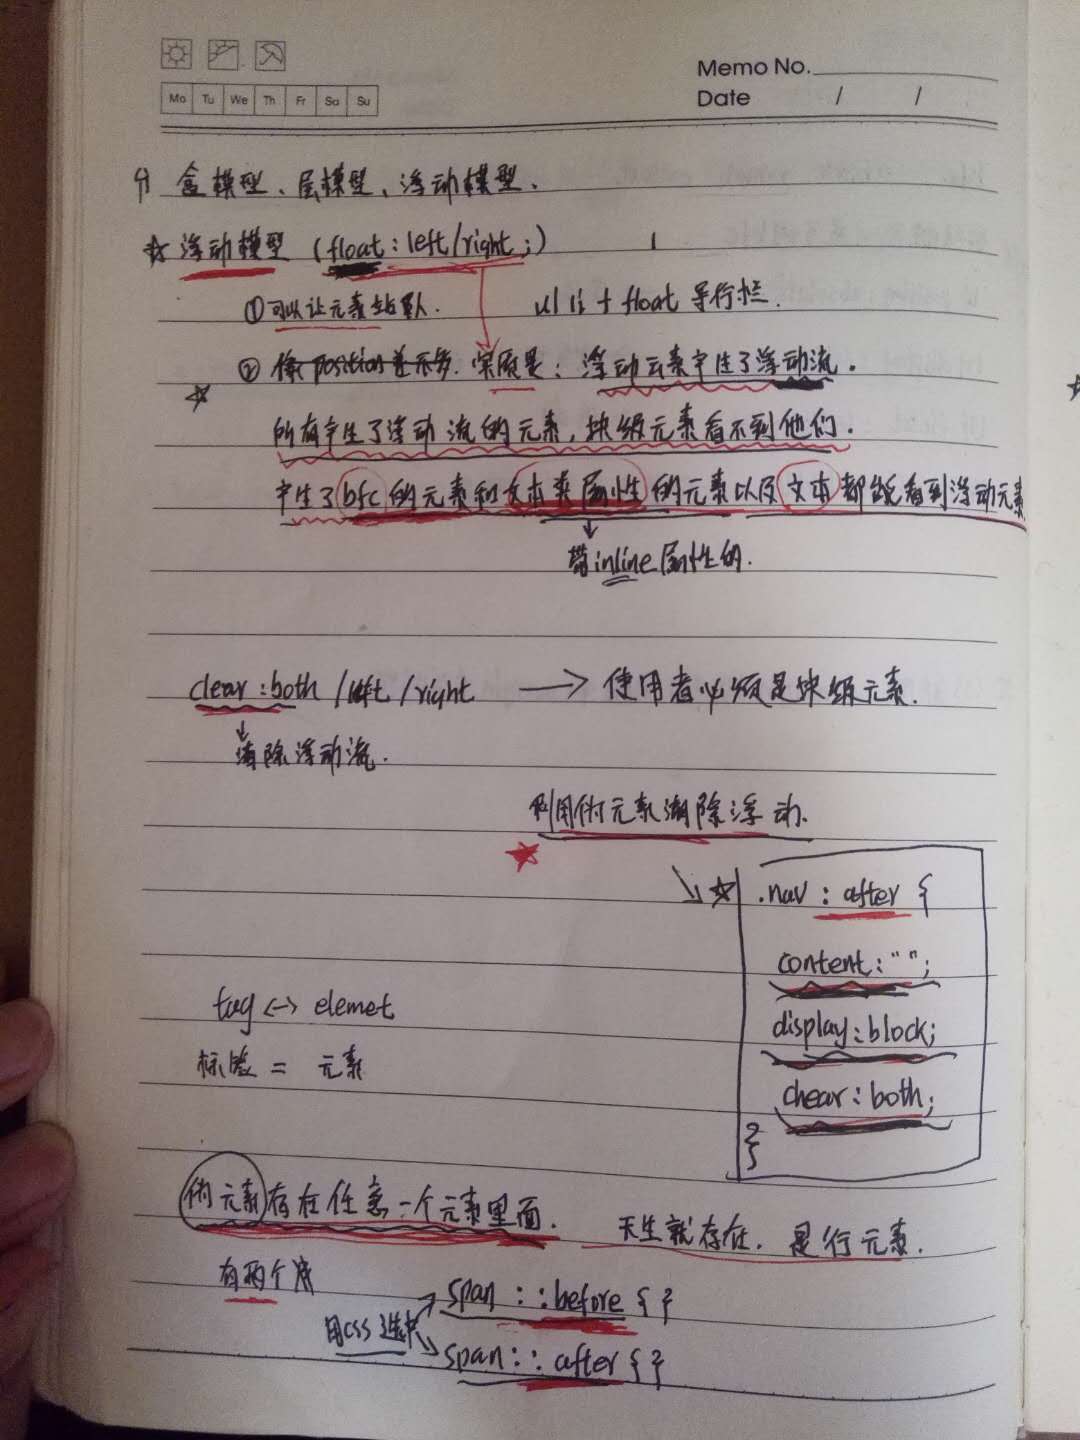 Memo No.
Mo Tu We Th Fr Sa Su
Date / /
盒模型、层模型、浮动模型、
☆ 浮动模型 (float:left/right;)
①可以让元素站队. ul li + float 导行栏.
② 像position差不多. 实质是: 浮动元素产生了浮动流.
☆
所有产生了浮动流的元素,块级元素看不到他们.
产生了bfc的元素和文本类属性的元素以及文本都能看到浮动元素
带inline属性的.
clear:both /left /right → 使用者必须是块级元素.
清除浮动流.
利用伪元素清除浮动.
★
☆ .nav:after {
content:"";
display:block;
chear:both;
}
tag <-> elemet
标签 = 元素
伪元素存在任意一个元素里面. 天生就存在. 是行元素.
有两个
用css选中 span ::before { }
span::after { }